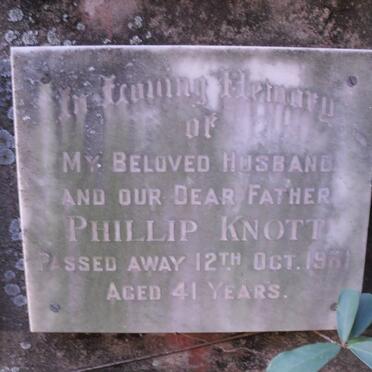 In Loving Memory
of
My Beloved Husband
and our Dear Father
Phillip Knott
Passed away 12th Oct.
Aged 41 Years.